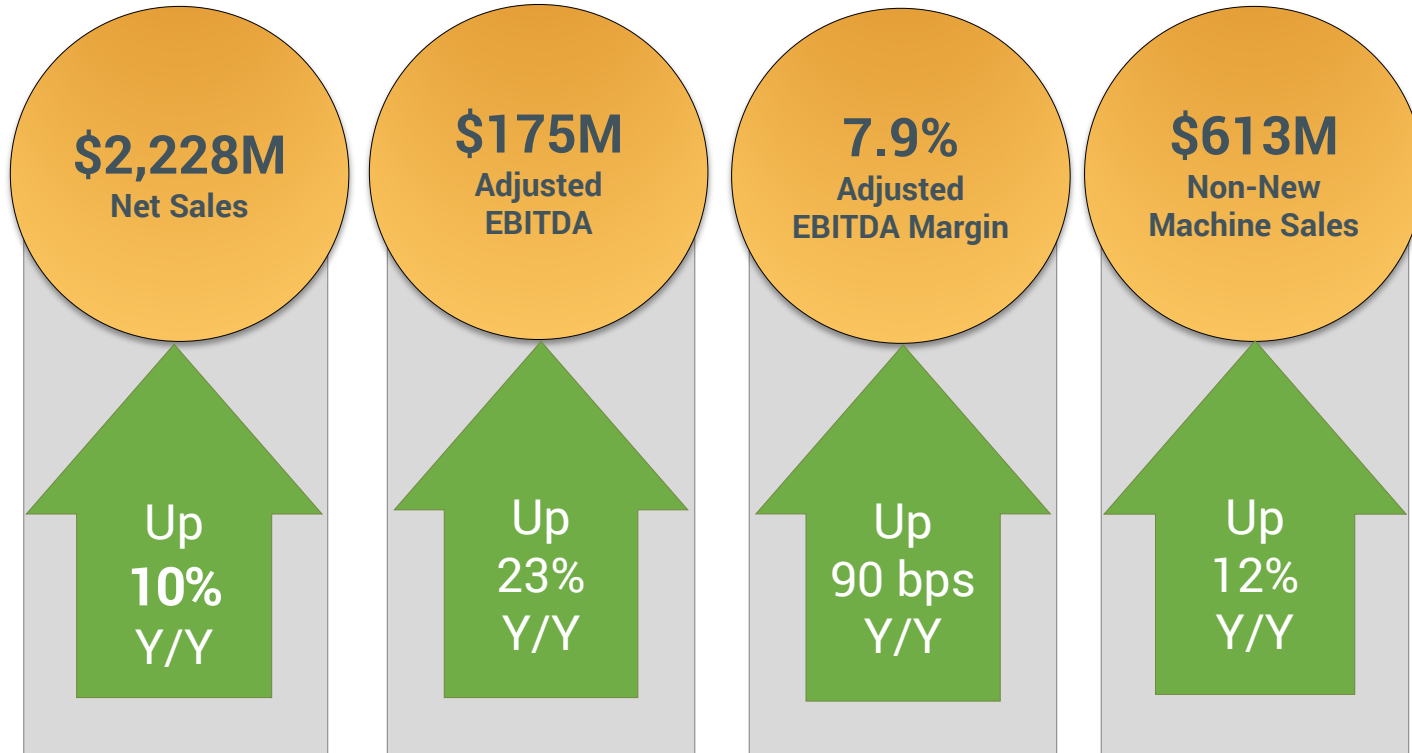 $2,228M
Net Sales
Up
10%
Y/Y
$175M
Adjusted
EBITDA
Up
23%
Y/Y
7.9%
Adjusted
EBITDA Margin
Up
90 bps
Y/Y
$613M
Non-New
Machine Sales
Up
12%
Y/Y